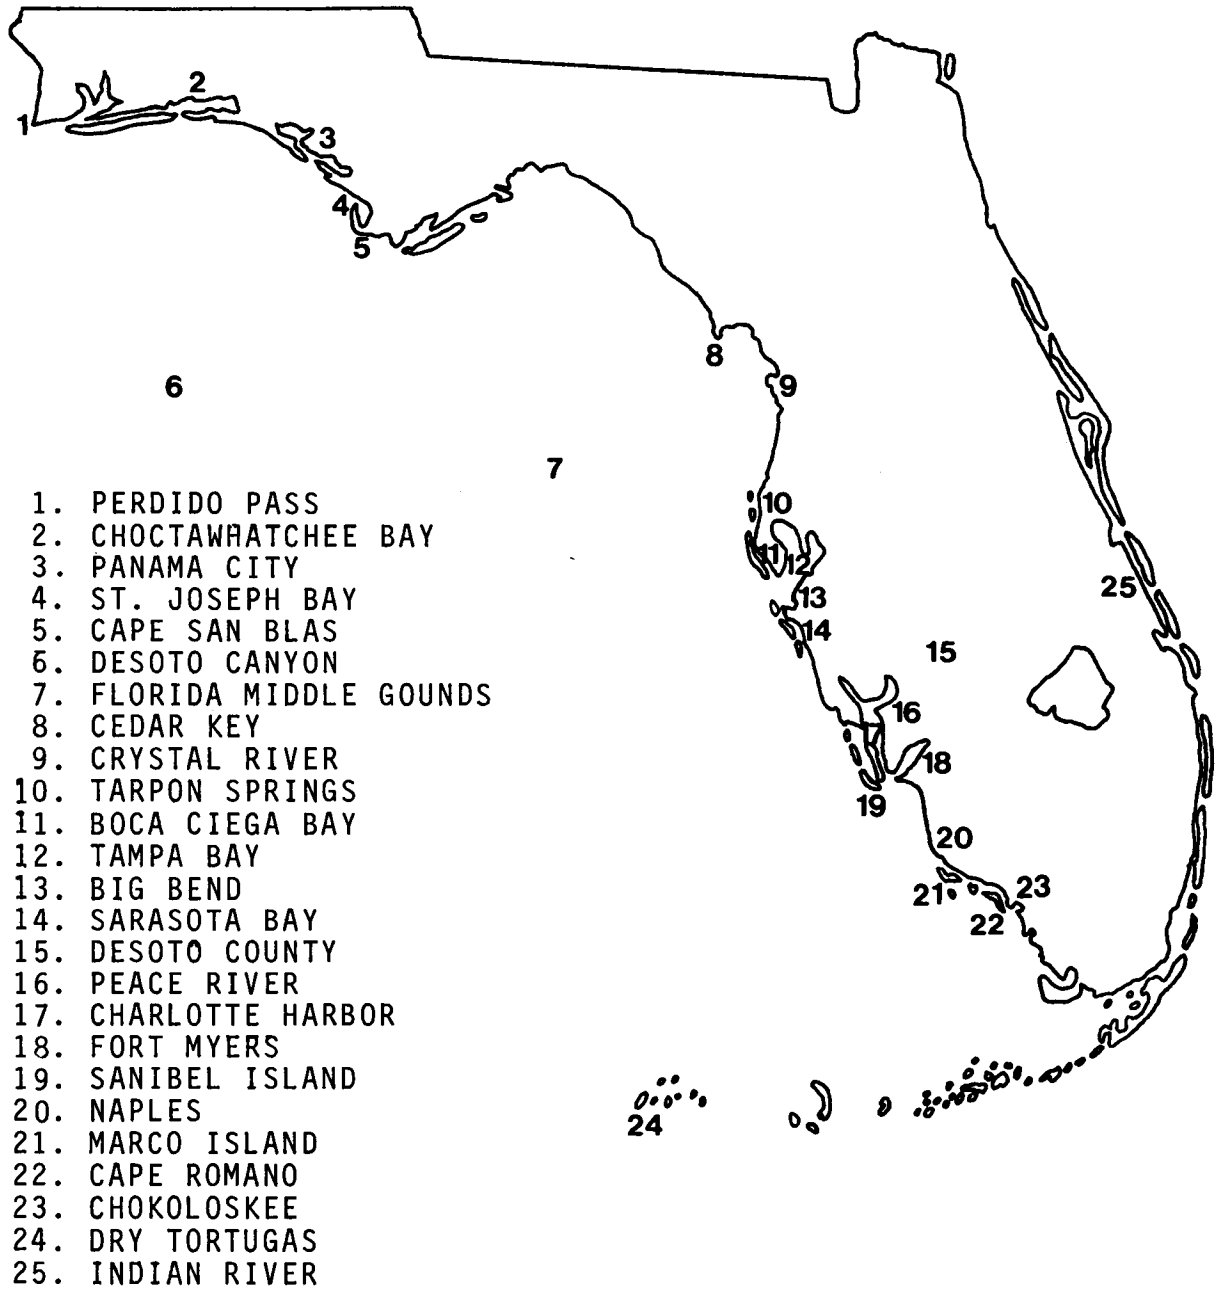 1
2
3
4
5
6
7
8
9
10
11
12
13
14
15
16
17
18
19
20
21
22
23
24
25
1. PERDIDO PASS
2. CHOCTAWHATCHEE BAY
3. PANAMA CITY
4. ST. JOSEPH BAY
5. CAPE SAN BLAS
6. DESOTO CANYON
7. FLORIDA MIDDLE GOUNDS
8. CEDAR KEY
9. CRYSTAL RIVER
10. TARPON SPRINGS
11. BOCA CIEGA BAY
12. TAMPA BAY
13. BIG BEND
14. SARASOTA BAY
15. DESOTO COUNTY
16. PEACE RIVER
17. CHARLOTTE HARBOR
18. FORT MYERS
19. SANIBEL ISLAND
20. NAPLES
21. MARCO ISLAND
22. CAPE ROMANO
23. CHOKOLOSKEE
24. DRY TORTUGAS
25. INDIAN RIVER